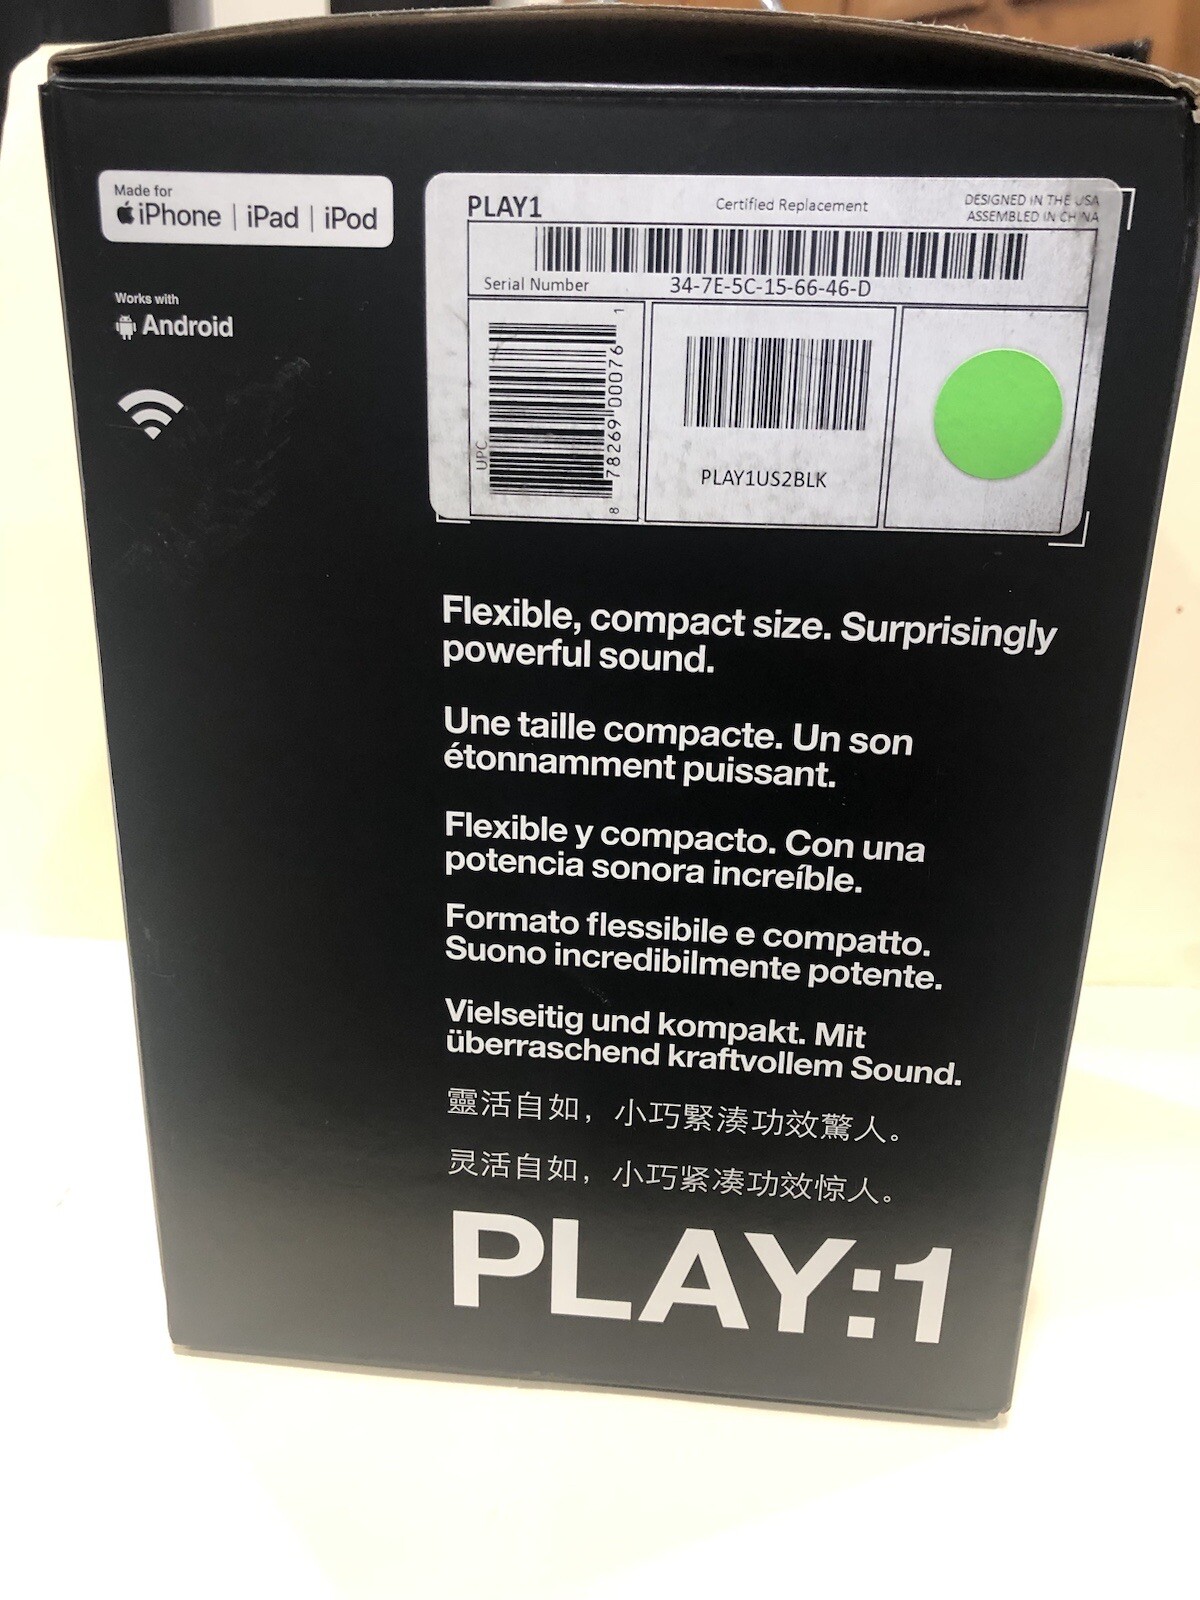 Made for
iPhone | iPad | iPod
Works with
Android
PLAY1
Certified Replacement
DESIGNED IN THE USA
ASSEMBLED IN CHINA
Serial Number
34-7E-5C-15-66-46-D
UPC
8 78269 00076 1
PLAY1US2BLK
Flexible, compact size. Surprisingly
powerful sound.
Une taille compacte. Un son
étonnamment puissant.
Flexible y compacto. Con una
potencia sonora increíble.
Formato flessibile e compatto.
Suono incredibilmente potente.
Vielseitig und kompakt. Mit
überraschend kraftvollem Sound.
靈活自如，小巧緊湊功效驚人。
灵活自如，小巧紧凑功效惊人。
PLAY:1